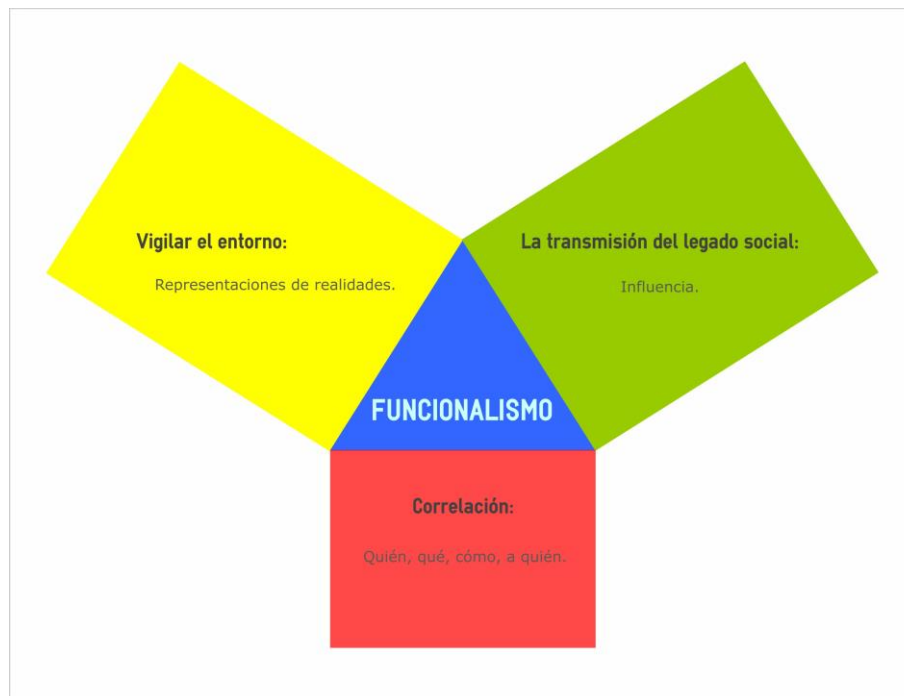 Vigilar el entorno:
Representaciones de realidades.
La transmisión del legado social:
Influencia.
FUNCIONALISMO
Correlación:
Quién, qué, cómo, a quién.